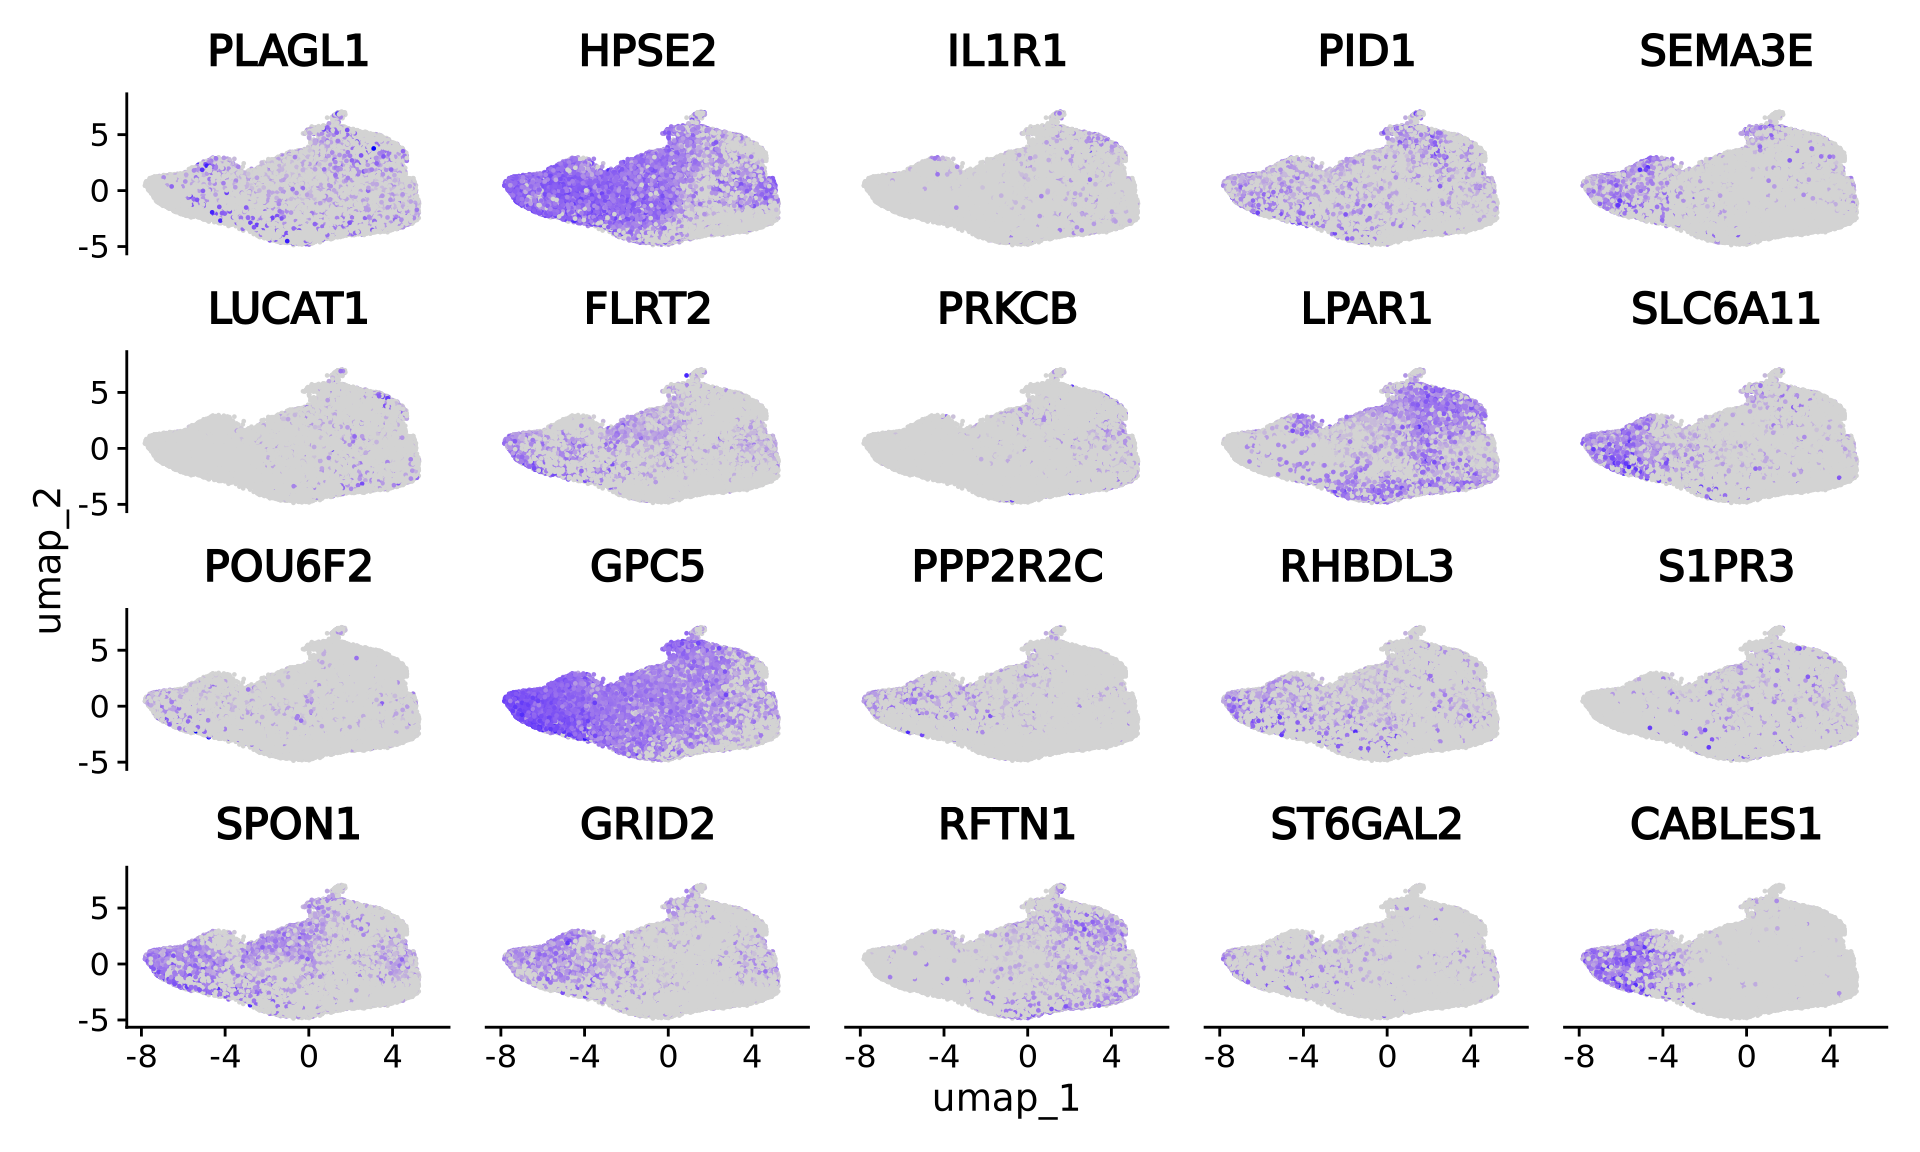 PLAGL1 HPSE2 IL1R1 PID1 SEMA3E
5
0
-5
LUCAT1 FLRT2 PRKCB LPAR1 SLC6A11
5
0
-5
umap_2
POU6F2 GPC5 PPP2R2C RHBDL3 S1PR3
5
0
-5
SPON1 GRID2 RFTN1 ST6GAL2 CABLES1
5
0
-5
-8 -4 0 4 -8 -4 0 4 -8 -4 0 4 -8 -4 0 4 -8 -4 0 4
umap_1